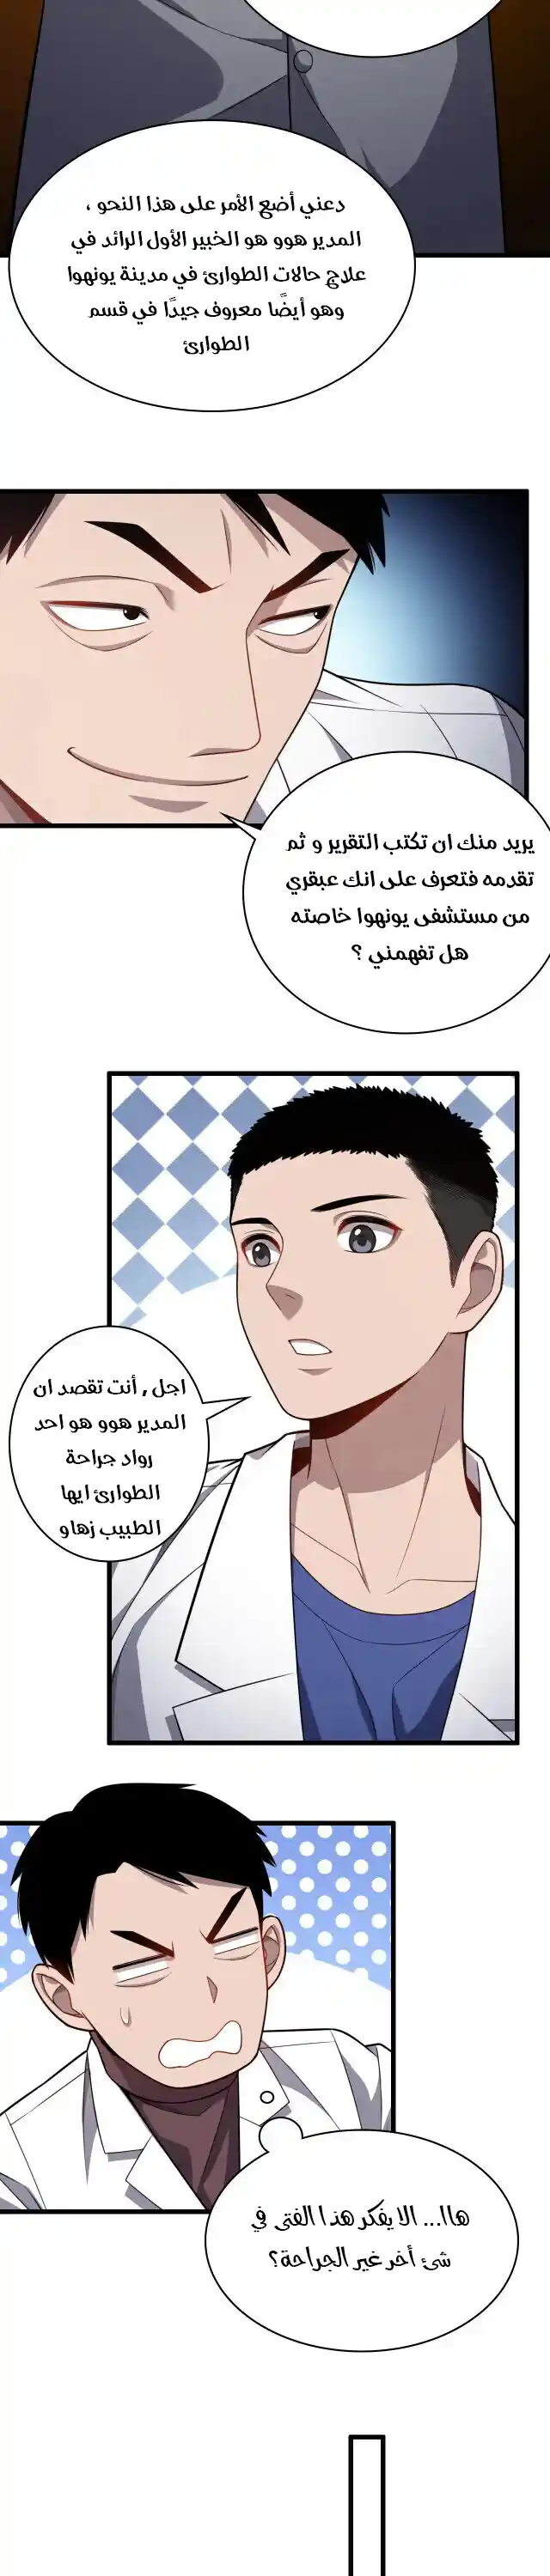 دعني أضع الأمر على هذا النحو ،
المدير هوو هو الخبير الأول الرائد في
علاج حالات الطوارئ في مدينة يونهوا
وهو أيضًا معروف جيدًا في قسم
الطوارئ
يريد منك ان تكتب التقرير و ثم
تقدمه فتعرف على انك عبقري
من مستشفى يونهوا خاصته
هل تفهمني ؟
اجل , أنت تقصد ان
المدير هوو هو احد
رواد جراحة
الطوارئ ايها
الطبيب زهاو
هاا... الا يفكر هذا الفتى في
شئ أخر غير الجراحة؟